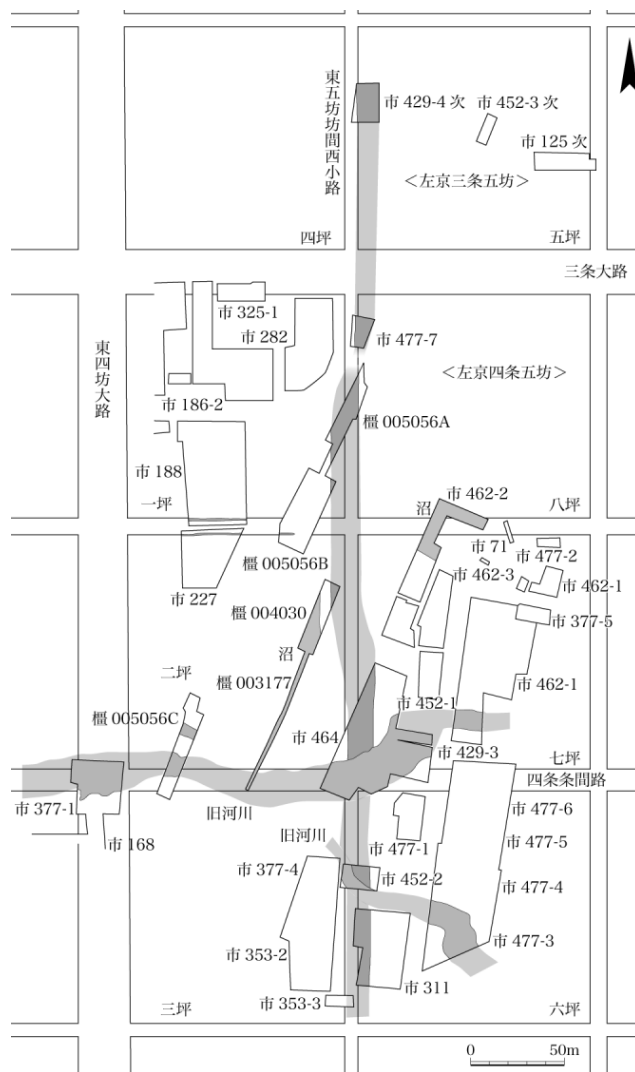 東五坊坊間西小路
市 429-4 次
市 452-3 次
市 125 次
＜左京三条五坊＞
四坪
五坪
三条大路
市 325-1
市 282
市 477-7
東四坊大路
＜左京四条五坊＞
市 186-2
橿 005056A
市 188
市 462-2
一坪
沼
八坪
市 71
市 477-2
橿 005056B
市 462-3
市 462-1
市 227
橿 004030
市 377-5
二坪
沼
橿 003177
市 462-1
橿 005056C
市 452-1
市 464
市 429-3
七坪
四条条間路
市 377-1
旧河川
市 477-6
旧河川
市 168
市 477-1
市 477-5
市 377-4
市 452-2
市 477-4
市 353-2
市 477-3
市 311
市 353-3
三坪
六坪
0
50m